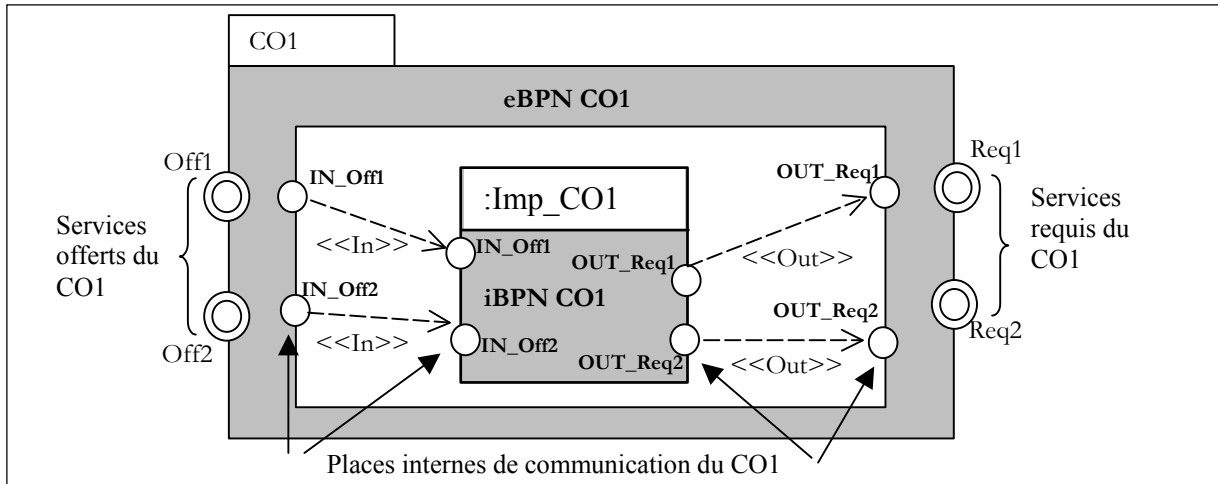 CO1
eBPN CO1
Off1
IN_Off1
OUT_Req1
Req1
Services
offerts du
CO1
:Imp_CO1
Services
requis du
CO1
<<In>>
IN_Off1
OUT_Req1
<<Out>>
IN_Off2
iBPN CO1
OUT_Req2
Off2
<<In>>
IN_Off2
OUT_Req2
<<Out>>
Req2
Places internes de communication du CO1